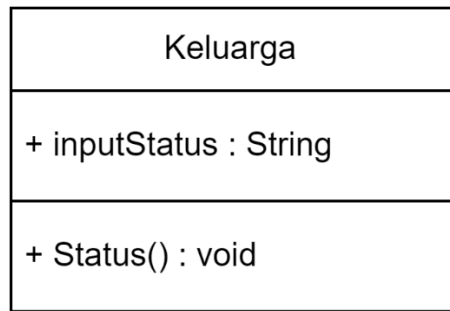 Keluarga
+ inputStatus : String
+ Status() : void